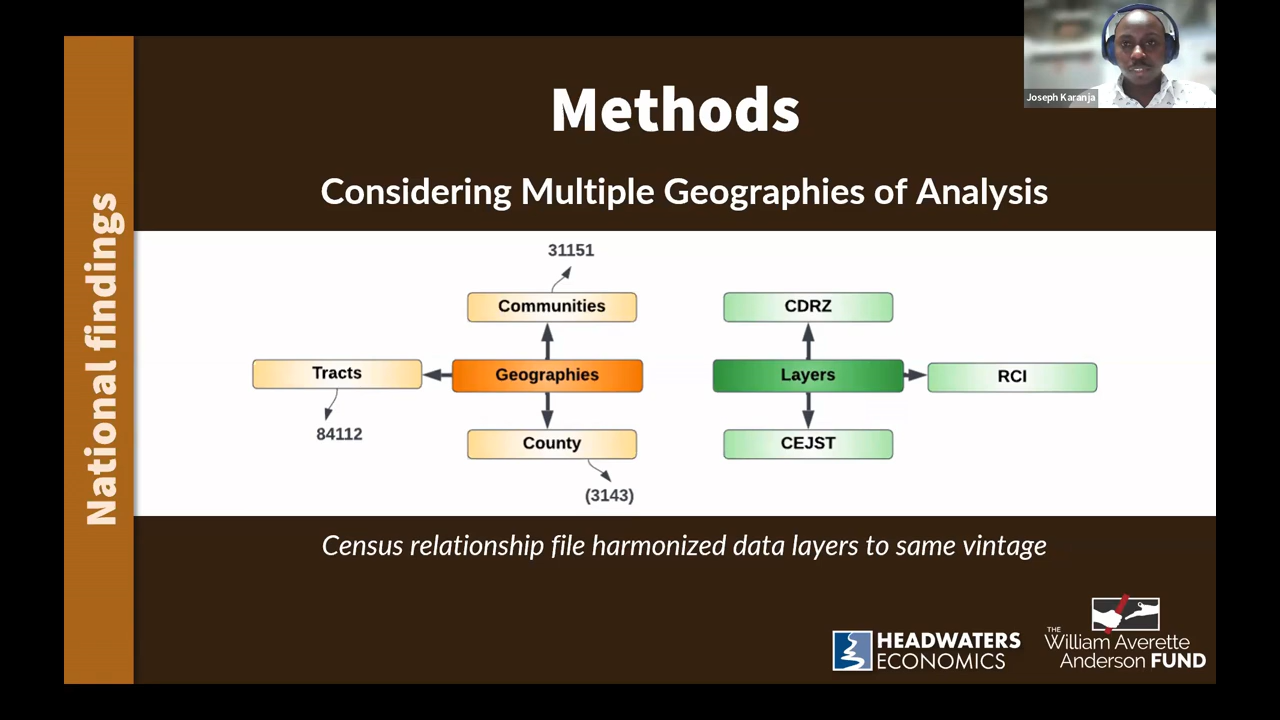 Joseph Karanja
Methods
Considering Multiple Geographies of Analysis
National findings
31151
Communities
CDRZ
Tracts
Geographies
Layers
RCI
84112
County
CEJST
(3143)
Census relationship file harmonized data layers to same vintage
HEADWATERS
ECONOMICS
THE
William Averette
Anderson FUND